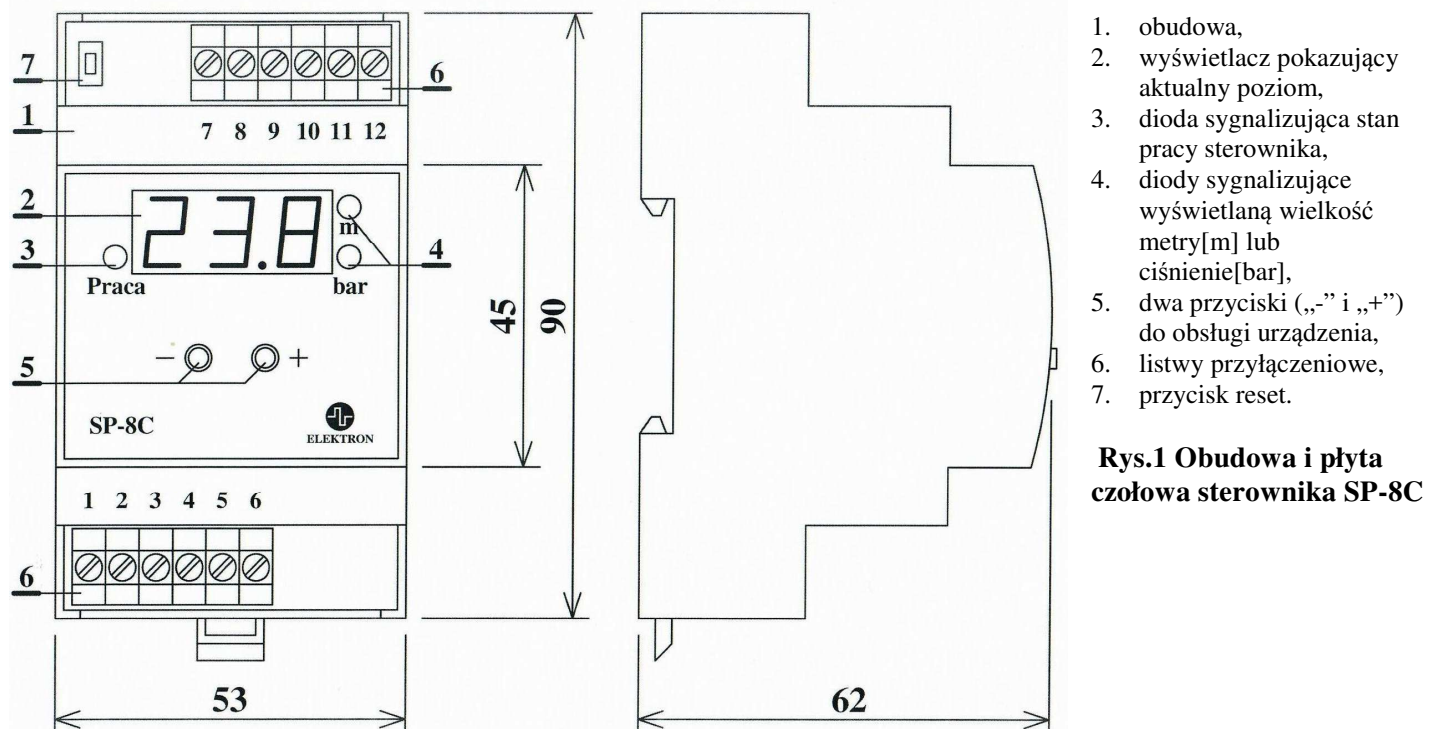 7
6
1
7 8 9 10 11 12
2
23.8
m
3
4
Praca
bar
45
90
– +
5
SP-8C
ELEKTRON
1 2 3 4 5 6
6
53
62
1. obudowa,
2. wyświetlacz pokazujący
aktualny poziom,
3. dioda sygnalizująca stan
pracy sterownika,
4. diody sygnalizujące
wyświetlaną wielkość
metry[m] lub
ciśnienie[bar],
5. dwa przyciski („-” i „+”)
do obsługi urządzenia,
6. listwy przyłączeniowe,
7. przycisk reset.
Rys.1 Obudowa i płyta
czołowa sterownika SP-8C